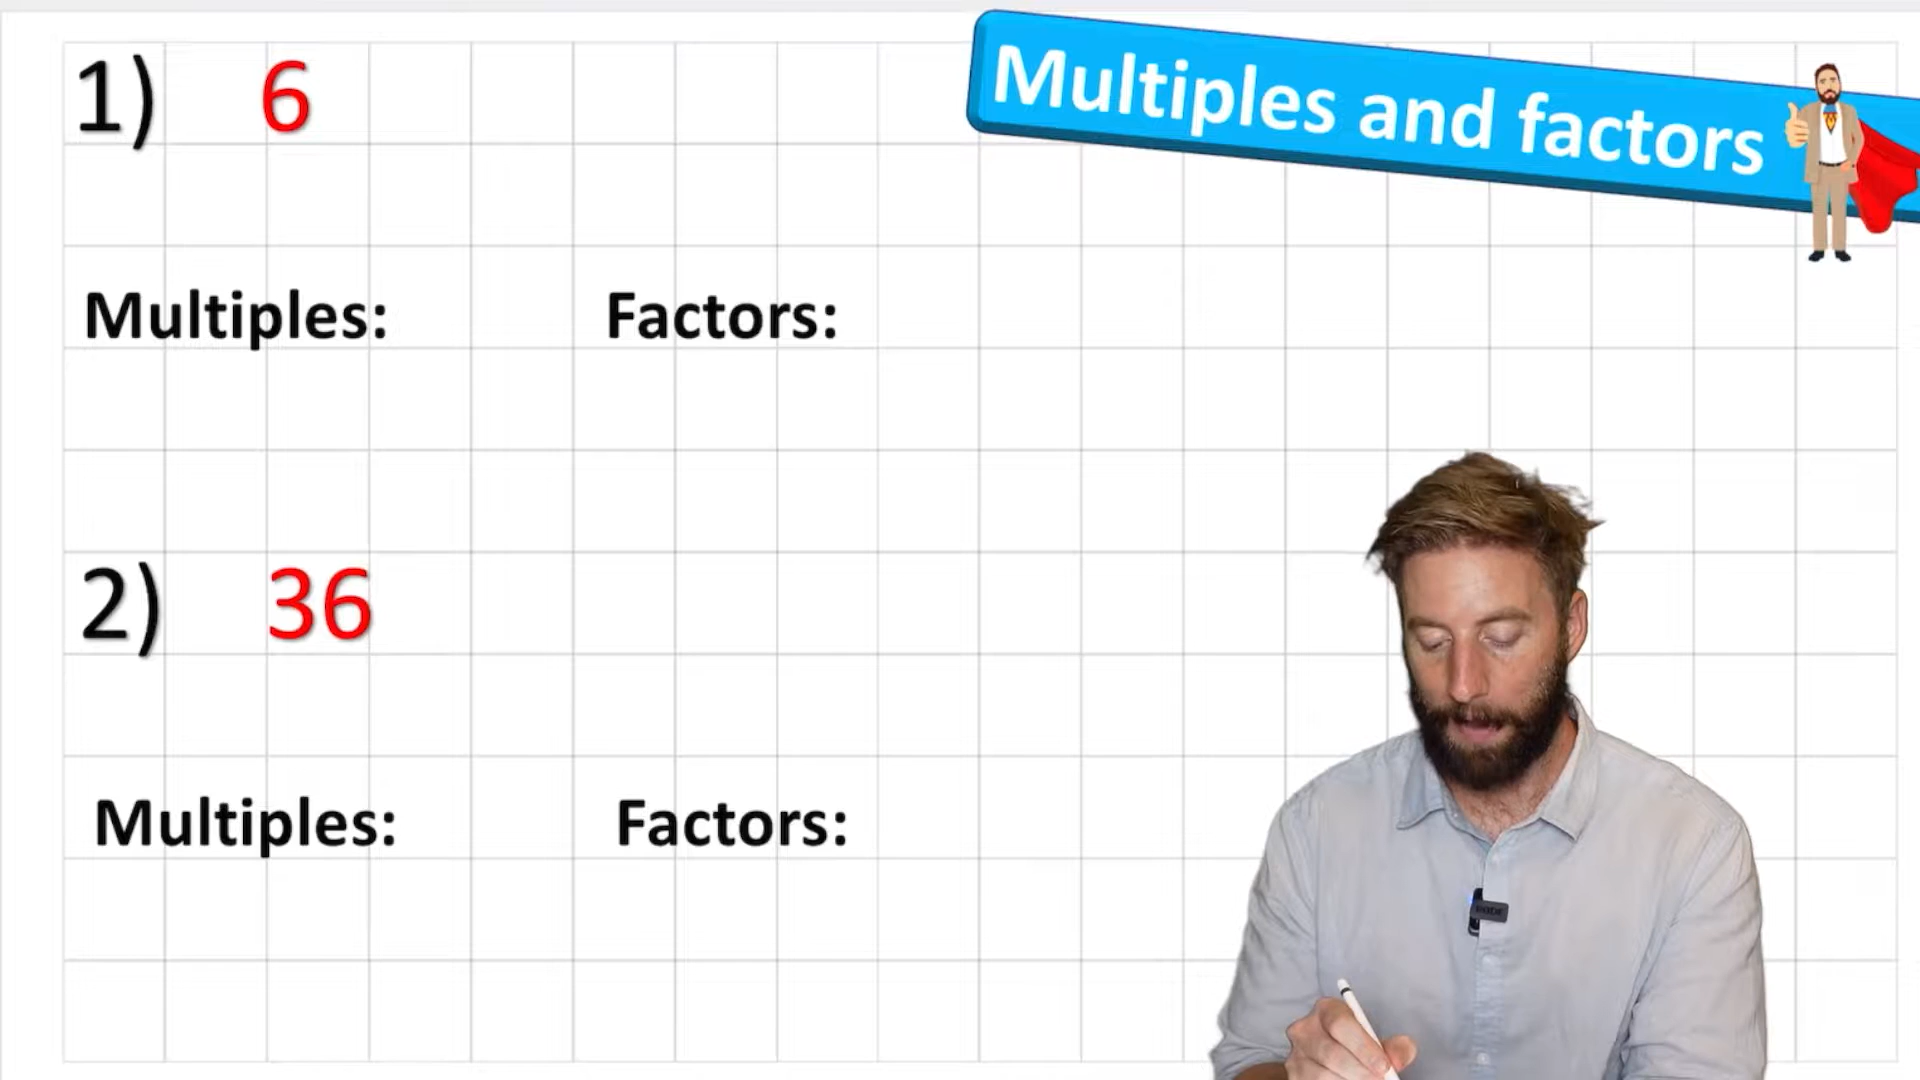 1) 6
Multiples and factors
Multiples: Factors:
2) 36
Multiples: Factors: